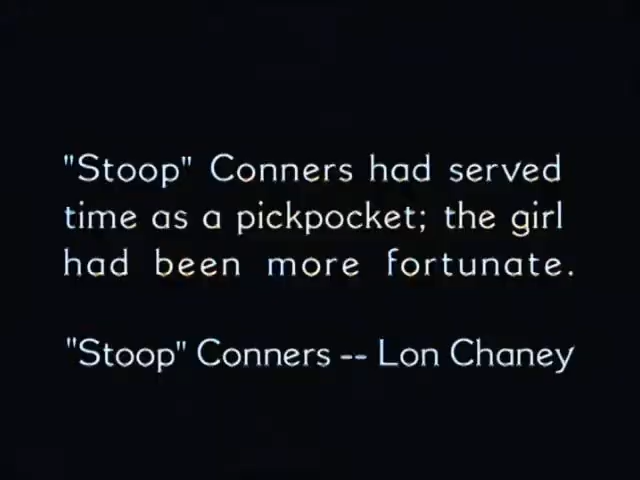 "Stoop" Conners had served
time as a pickpocket; the girl
had been more fortunate.
"Stoop" Conners -- Lon Chaney